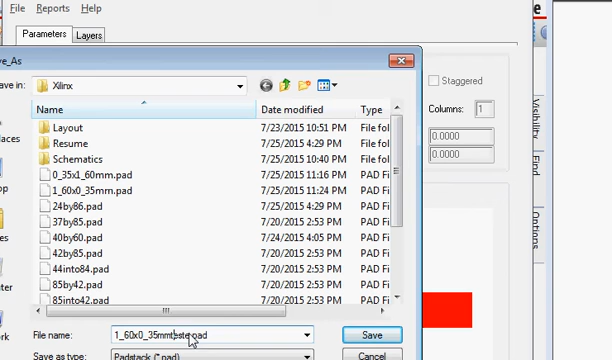 File Reports Help
Parameters Layers
ve_As
ve in: Xilinx
Staggered
Columns: 1
0.0000
0.0000
Name Date modified Type
Layout 7/23/2015 10:51 PM File fol
Resume 7/25/2015 4:29 PM File fol
Schematics 7/25/2015 10:40 PM File fol
0_35x1_60mm.pad 7/25/2015 11:16 PM PAD Fi
1_60x0_35mm.pad 7/25/2015 11:24 PM PAD Fi
24by86.pad 7/25/2015 4:29 PM PAD Fi
37by85.pad 7/20/2015 2:53 PM PAD Fi
40by60.pad 7/24/2015 4:05 PM PAD Fi
42by85.pad 7/20/2015 2:53 PM PAD Fi
44into84.pad 7/20/2015 2:53 PM PAD Fi
85by42.pad 7/20/2015 2:53 PM PAD Fi
85into42.pad 7/20/2015 2:53 PM PAD Fi
File name: Save
Save as type: Padstack (*.pad) Cancel
Visibility
Find
Options